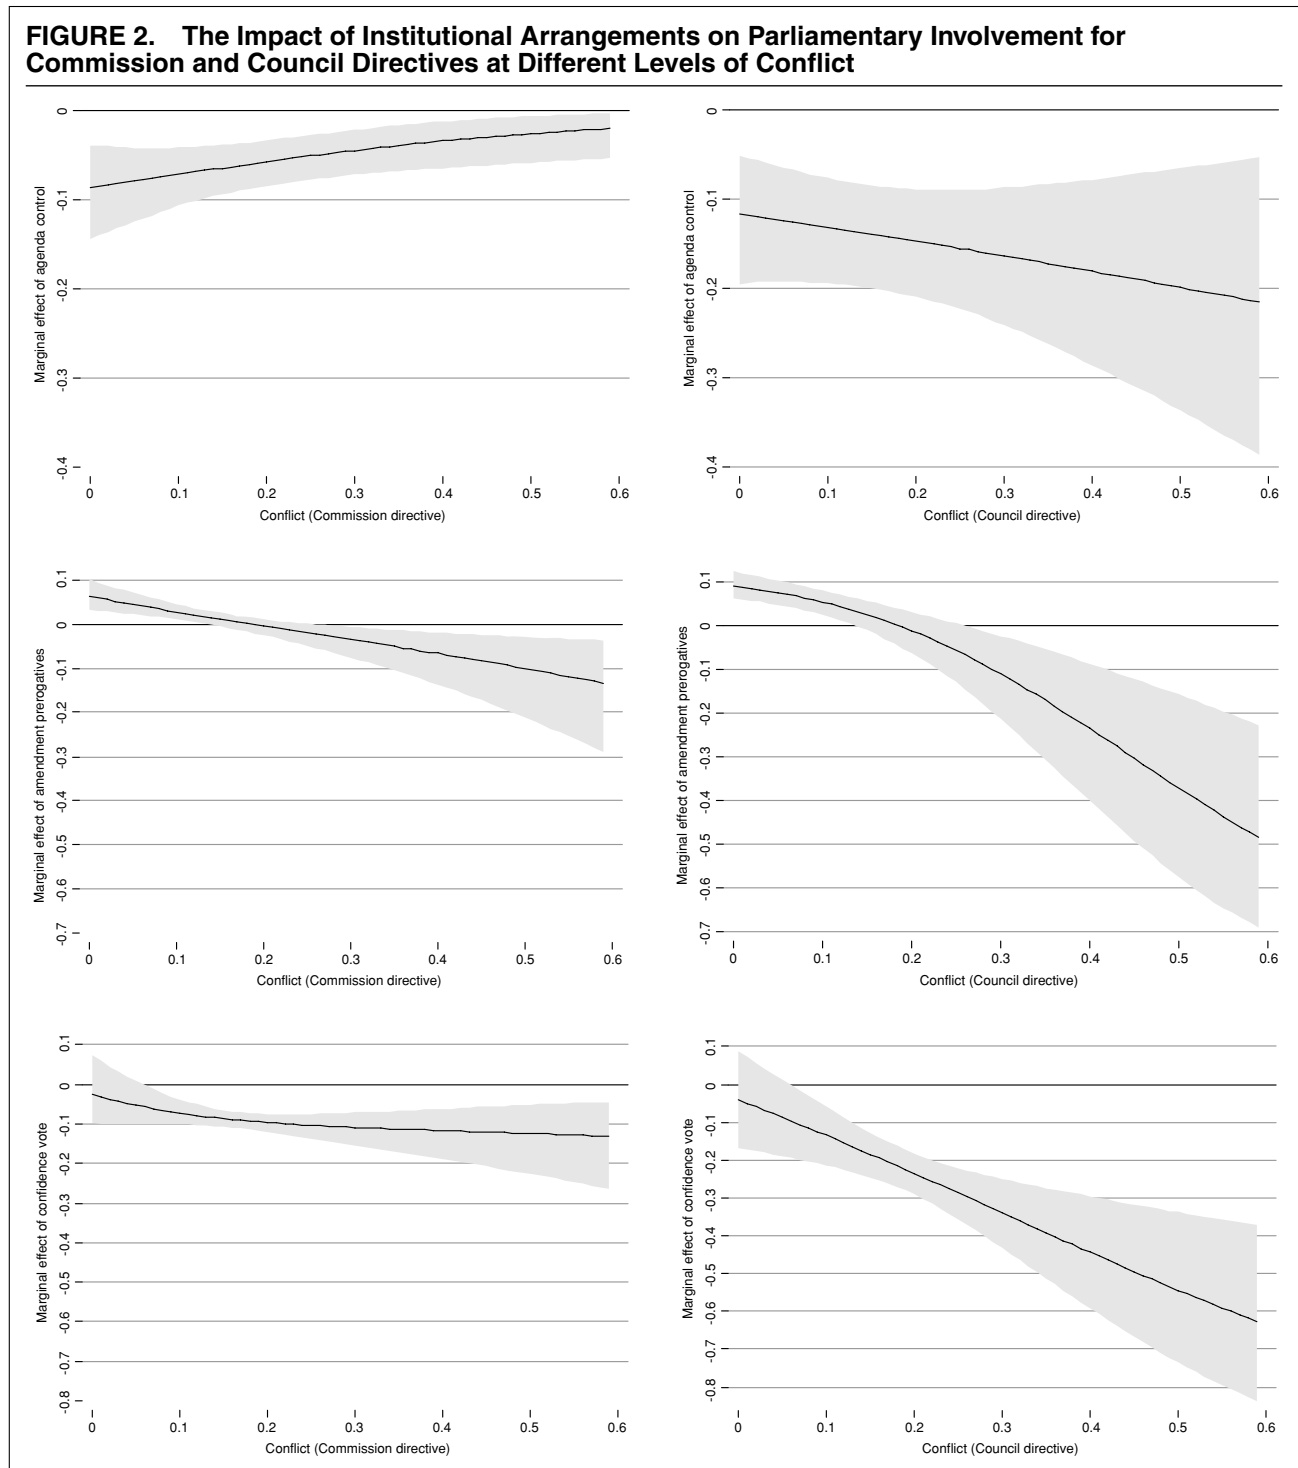 FIGURE 2. The Impact of Institutional Arrangements on Parliamentary Involvement for
Commission and Council Directives at Different Levels of Conflict
Marginal effect of agenda control
0
-0.1
-0.2
-0.3
-0.4
0 0.1 0.2 0.3 0.4 0.5 0.6
Conflict (Commission directive)
Marginal effect of agenda control
0
-0.1
-0.2
-0.3
-0.4
0 0.1 0.2 0.3 0.4 0.5 0.6
Conflict (Council directive)
Marginal effect of amendment prerogatives
0.1
0
-0.1
-0.2
-0.3
-0.4
-0.5
-0.6
-0.7
0 0.1 0.2 0.3 0.4 0.5 0.6
Conflict (Commission directive)
Marginal effect of amendment prerogatives
0.1
0
-0.1
-0.2
-0.3
-0.4
-0.5
-0.6
-0.7
0 0.1 0.2 0.3 0.4 0.5 0.6
Conflict (Council directive)
Marginal effect of confidence vote
0.1
0
-0.1
-0.2
-0.3
-0.4
-0.5
-0.6
-0.7
-0.8
0 0.1 0.2 0.3 0.4 0.5 0.6
Conflict (Commission directive)
Marginal effect of confidence vote
0.1
0
-0.1
-0.2
-0.3
-0.4
-0.5
-0.6
-0.7
-0.8
0 0.1 0.2 0.3 0.4 0.5 0.6
Conflict (Council directive)